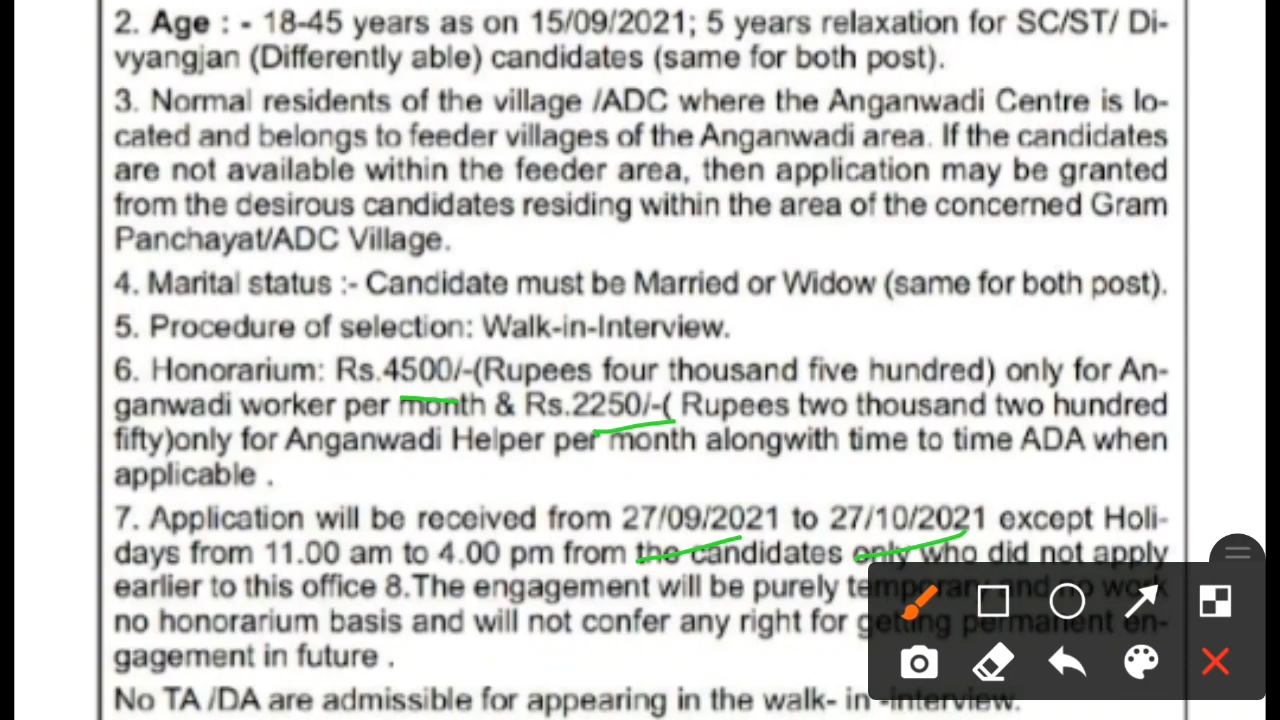 2. Age : - 18-45 years as on 15/09/2021; 5 years relaxation for SC/ST/ Di-
vyangjan (Differently able) candidates (same for both post).
3. Normal residents of the village /ADC where the Anganwadi Centre is lo-
cated and belongs to feeder villages of the Anganwadi area. If the candidates
are not available within the feeder area, then application may be granted
from the desirous candidates residing within the area of the concerned Gram
Panchayat/ADC Village.
4. Marital status :- Candidate must be Married or Widow (same for both post).
5. Procedure of selection: Walk-in-Interview.
6. Honorarium: Rs.4500/-(Rupees four thousand five hundred) only for An-
ganwadi worker per month & Rs.2250/-( Rupees two thousand two hundred
fifty)only for Anganwadi Helper per month alongwith time to time ADA when
applicable .
7. Application will be received from 27/09/2021 to 27/10/2021 except Holi-
days from 11.00 am to 4.00 pm from the candidates only who did not apply
earlier to this office 8.The engagement will be purely temporary and no work
no honorarium basis and will not confer any right for getting permanent en-
gagement in future .
No TA /DA are admissible for appearing in the walk- in -interview.